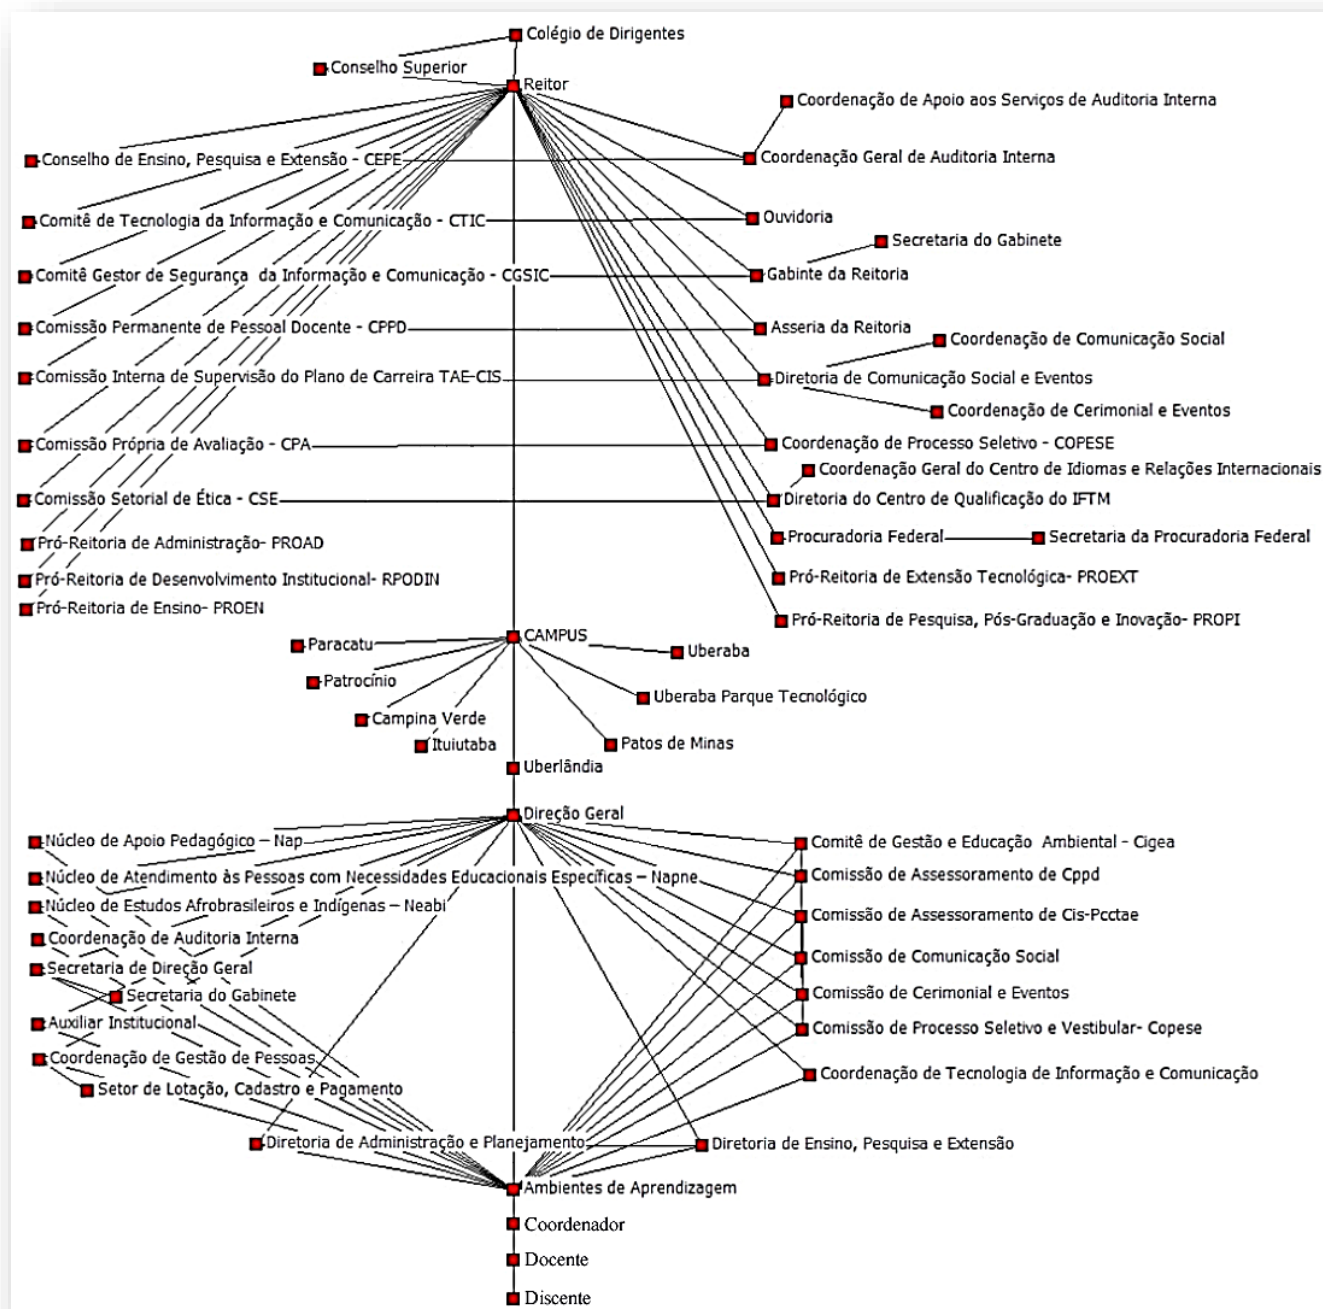 Colégio de Dirigentes
Conselho Superior
Reitor
Coordenação de Apoio aos Serviços de Auditoria Interna
Conselho de Ensino, Pesquisa e Extensão - CEPE
Coordenação Geral de Auditoria Interna
Comitê de Tecnologia da Informação e Comunicação - CTIC
Ouvidoria
Secretaria do Gabinete
Comitê Gestor de Segurança da Informação e Comunicação - CGSIC
Gabinte da Reitoria
Comissão Permanente de Pessoal Docente - CPPD
Asseria da Reitoria
Coordenação de Comunicação Social
Comissão Interna de Supervisão do Plano de Carreira TAE-CIS
Diretoria de Comunicação Social e Eventos
Coordenação de Cerimonial e Eventos
Comissão Própria de Avaliação - CPA
Coordenação de Processo Seletivo - COPESE
Coordenação Geral do Centro de Idiomas e Relações Internacionais
Comissão Setorial de Ética - CSE
Diretoria do Centro de Qualificação do IFTM
Pró-Reitoria de Administração- PROAD
Procuradoria Federal
Secretaria da Procuradoria Federal
Pró-Reitoria de Desenvolvimento Institucional- RPODIN
Pró-Reitoria de Extensão Tecnológica- PROEXT
Pró-Reitoria de Ensino- PROEN
Pró-Reitoria de Pesquisa, Pós-Graduação e Inovação- PROPI
CAMPUS
Paracatu
Uberaba
Patrocínio
Uberaba Parque Tecnológico
Campina Verde
Ituiutaba
Patos de Minas
Uberlândia
Direção Geral
Núcleo de Apoio Pedagógico – Nap
Comitê de Gestão e Educação Ambiental - Cigea
Núcleo de Atendimento às Pessoas com Necessidades Educacionais Específicas – Napne
Comissão de Assessoramento de Cppd
Núcleo de Estudos Afrobrasileiros e Indígenas – Neabi
Comissão de Assessoramento de Cis-Pcctae
Coordenação de Auditoria Interna
Comissão de Comunicação Social
Secretaria de Direção Geral
Secretaria do Gabinete
Comissão de Cerimonial e Eventos
Auxiliar Institucional
Comissão de Processo Seletivo e Vestibular- Copese
Coordenação de Gestão de Pessoas
Coordenação de Tecnologia de Informação e Comunicação
Setor de Lotação, Cadastro e Pagamento
Diretoria de Administração e Planejamento
Diretoria de Ensino, Pesquisa e Extensão
Ambientes de Aprendizagem
Coordenador
Docente
Discente